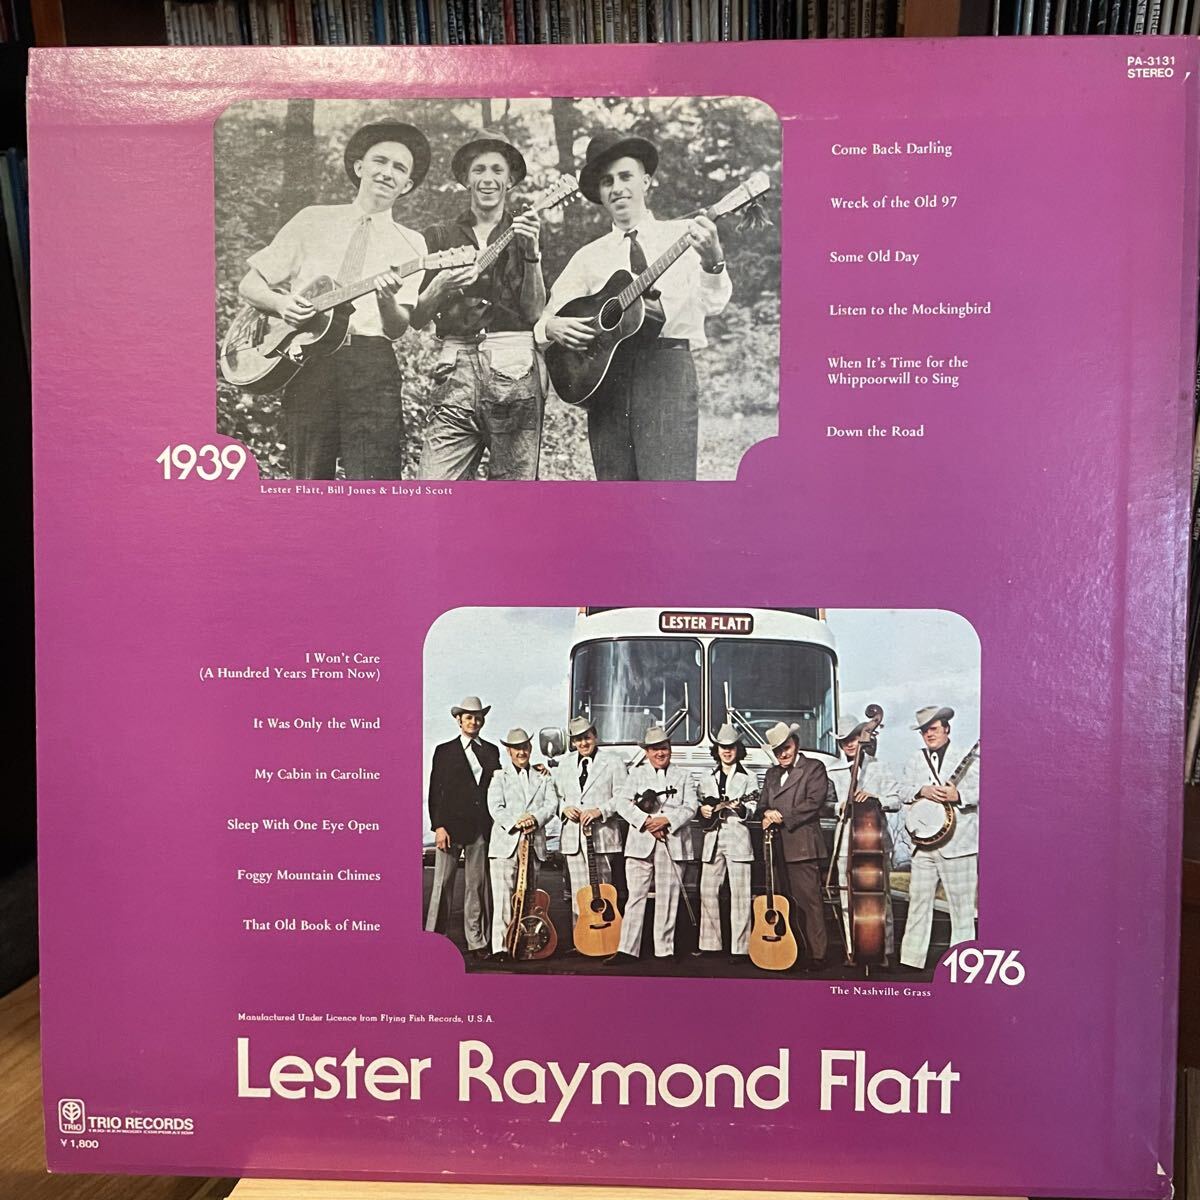 PA-3131
STEREO
Come Back Darling
Wreck of the Old 97
Some Old Day
Listen to the Mockingbird
When It's Time for the
Whippoorwill to Sing
Down the Road
1939
Lester Flatt, Bill Jones & Lloyd Scott
LESTER FLATT
I Won't Care
(A Hundred Years From Now)
It Was Only the Wind
My Cabin in Caroline
Sleep With One Eye Open
Foggy Mountain Chimes
That Old Book of Mine
1976
The Nashville Grass
Manufactured Under Licence from Flying Fish Records, U.S.A.
Lester Raymond Flatt
TRIO
TRIO RECORDS
TRIO-KENWOOD CORPORATION
¥ 1,800